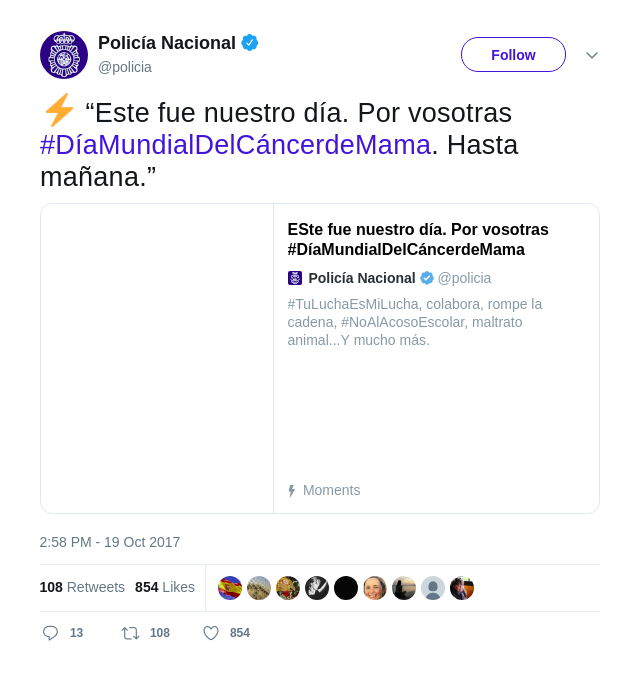 Policía Nacional
@policia
Follow
⚡ “Este fue nuestro día. Por vosotras
#DíaMundialDelCáncerdeMama. Hasta
mañana.”
ESte fue nuestro día. Por vosotras
#DíaMundialDelCáncerdeMama
Policía Nacional @policia
#TuLuchaEsMiLucha, colabora, rompe la
cadena, #NoAlAcosoEscolar, maltrato
animal...Y mucho más.
Moments
2:58 PM - 19 Oct 2017
108 Retweets 854 Likes
13 108 854